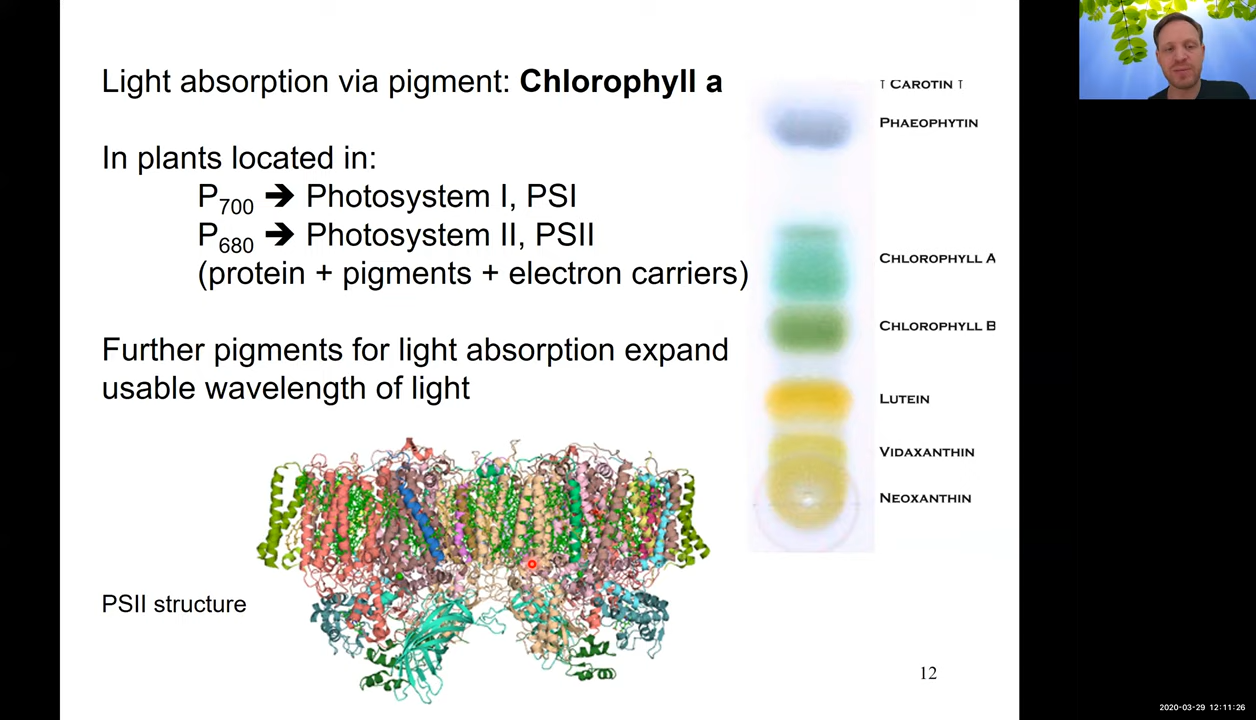 Light absorption via pigment: Chlorophyll a
In plants located in:
P700 ➔ Photosystem I, PSI
P680 ➔ Photosystem II, PSII
(protein + pigments + electron carriers)
Further pigments for light absorption expand
usable wavelength of light
PSII structure
↑ CAROTIN ↑
PHAEOPHYTIN
CHLOROPHYLL A
CHLOROPHYLL B
LUTEIN
VIDAXANTHIN
NEOXANTHIN
12
2020-03-29 12:11:26